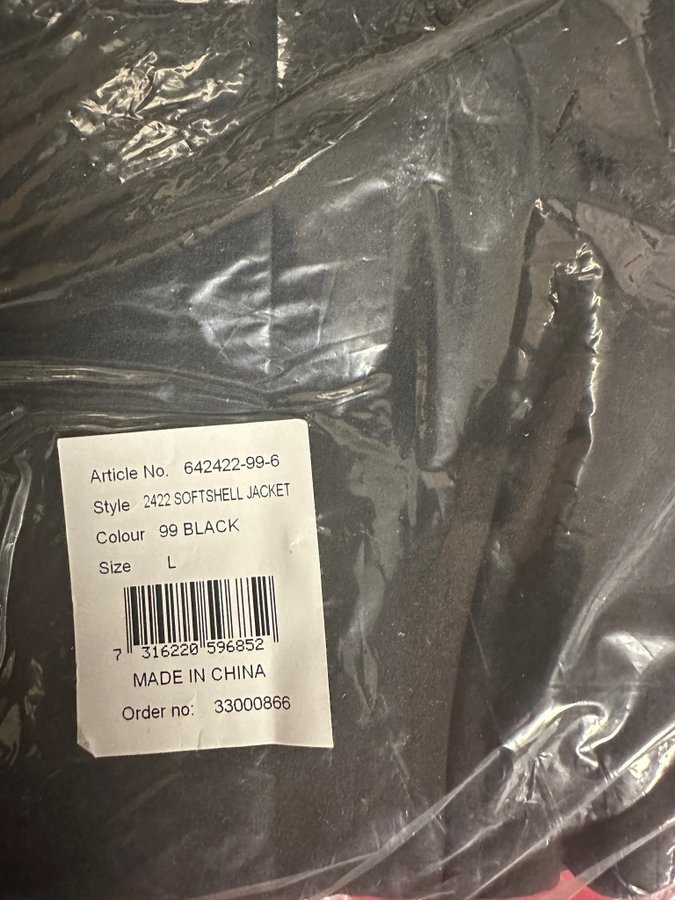 Article No. 642422-99-6
Style 2422 SOFTSHELL JACKET
Colour 99 BLACK
Size L
7 316220 596852
MADE IN CHINA
Order no: 33000866